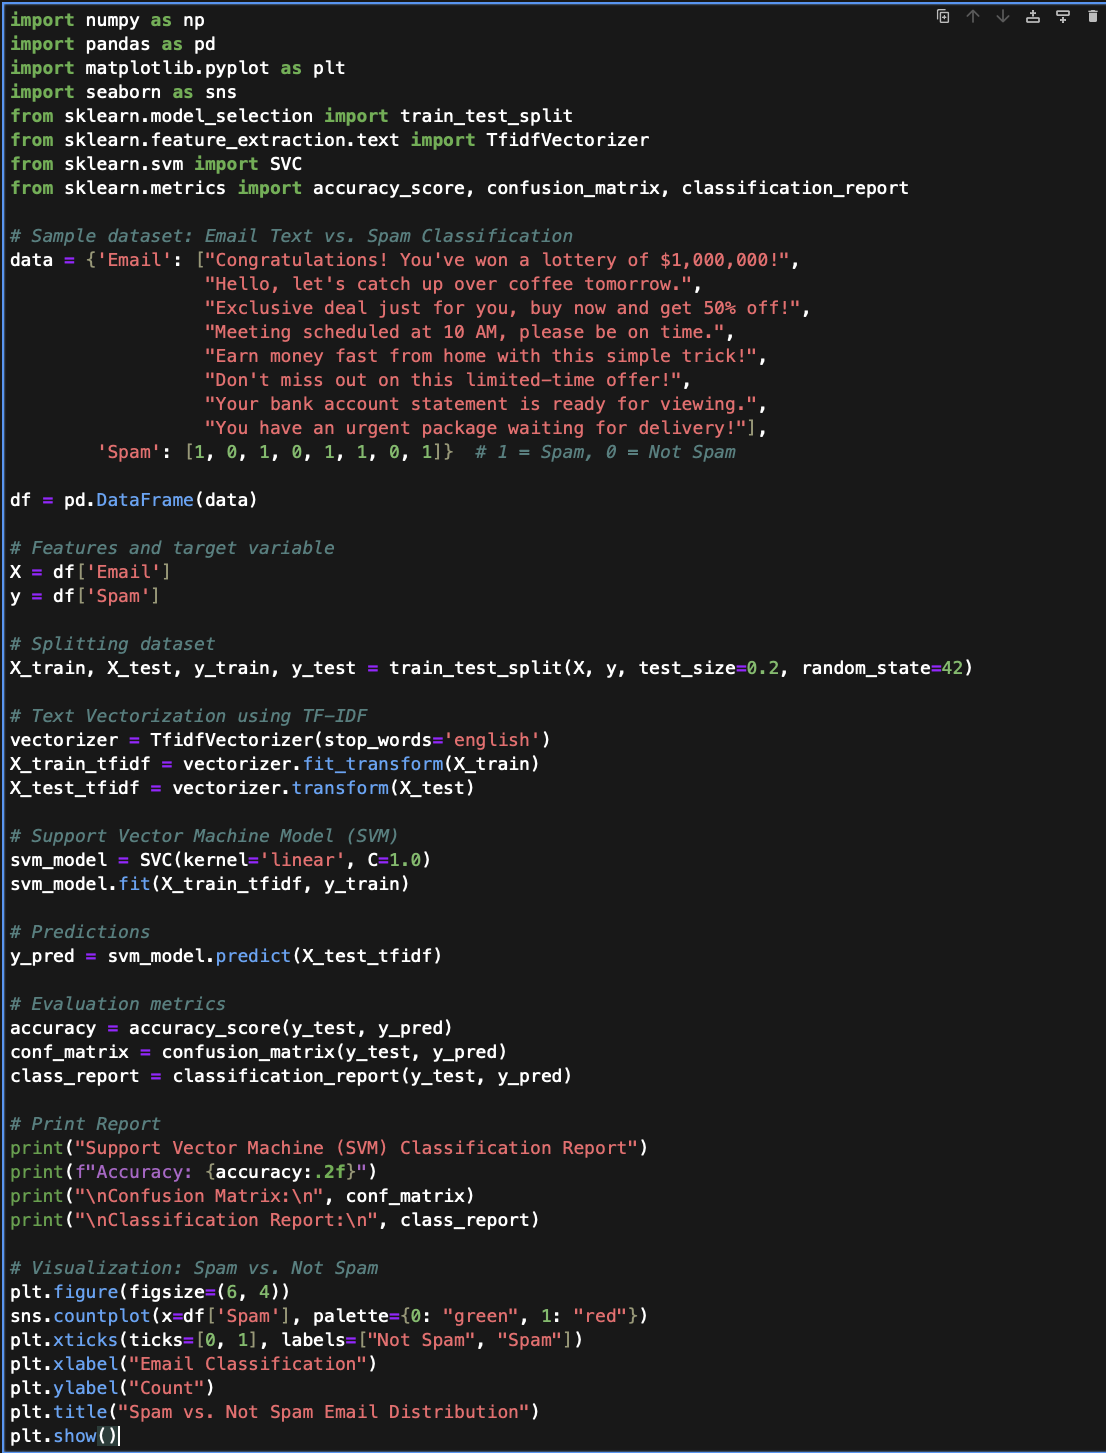 import numpy as np
import pandas as pd
import matplotlib.pyplot as plt
import seaborn as sns
from sklearn.model_selection import train_test_split
from sklearn.feature_extraction.text import TfidfVectorizer
from sklearn.svm import SVC
from sklearn.metrics import accuracy_score, confusion_matrix, classification_report

# Sample dataset: Email Text vs. Spam Classification
data = {'Email': ["Congratulations! You've won a lottery of $1,000,000!",
                  "Hello, let's catch up over coffee tomorrow.",
                  "Exclusive deal just for you, buy now and get 50% off!",
                  "Meeting scheduled at 10 AM, please be on time.",
                  "Earn money fast from home with this simple trick!",
                  "Don't miss out on this limited-time offer!",
                  "Your bank account statement is ready for viewing.",
                  "You have an urgent package waiting for delivery!"],
        'Spam': [1, 0, 1, 0, 1, 1, 0, 1]}  # 1 = Spam, 0 = Not Spam

df = pd.DataFrame(data)

# Features and target variable
X = df['Email']
y = df['Spam']

# Splitting dataset
X_train, X_test, y_train, y_test = train_test_split(X, y, test_size=0.2, random_state=42)

# Text Vectorization using TF-IDF
vectorizer = TfidfVectorizer(stop_words='english')
X_train_tfidf = vectorizer.fit_transform(X_train)
X_test_tfidf = vectorizer.transform(X_test)

# Support Vector Machine Model (SVM)
svm_model = SVC(kernel='linear', C=1.0)
svm_model.fit(X_train_tfidf, y_train)

# Predictions
y_pred = svm_model.predict(X_test_tfidf)

# Evaluation metrics
accuracy = accuracy_score(y_test, y_pred)
conf_matrix = confusion_matrix(y_test, y_pred)
class_report = classification_report(y_test, y_pred)

# Print Report
print("Support Vector Machine (SVM) Classification Report")
print(f"Accuracy: {accuracy:.2f}")
print("\nConfusion Matrix:\n", conf_matrix)
print("\nClassification Report:\n", class_report)

# Visualization: Spam vs. Not Spam
plt.figure(figsize=(6, 4))
sns.countplot(x=df['Spam'], palette={0: "green", 1: "red"})
plt.xticks(ticks=[0, 1], labels=["Not Spam", "Spam"])
plt.xlabel("Email Classification")
plt.ylabel("Count")
plt.title("Spam vs. Not Spam Email Distribution")
plt.show()